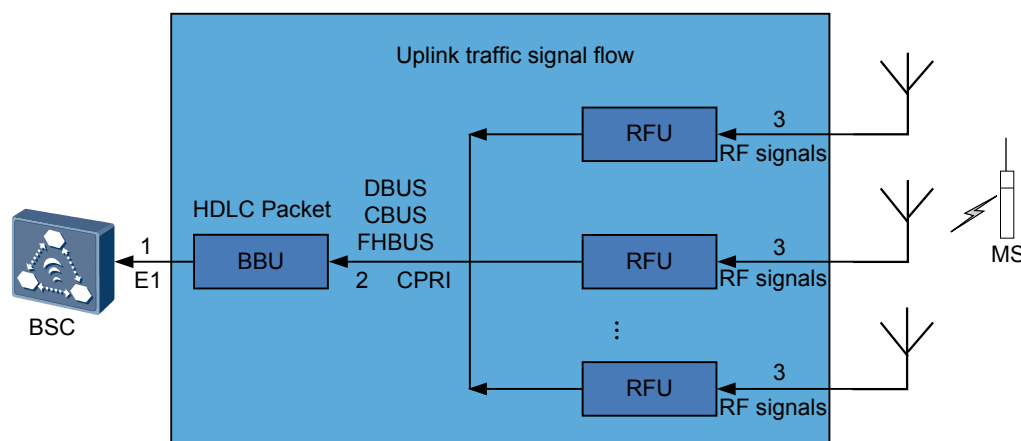 Uplink traffic signal flow
RFU
3
RF signals
DBUS
CBUS
FHBUS
HDLC Packet
BBU
1
E1
BSC
2 CPRI
RFU
3
RF signals
MS
...
RFU
3
RF signals